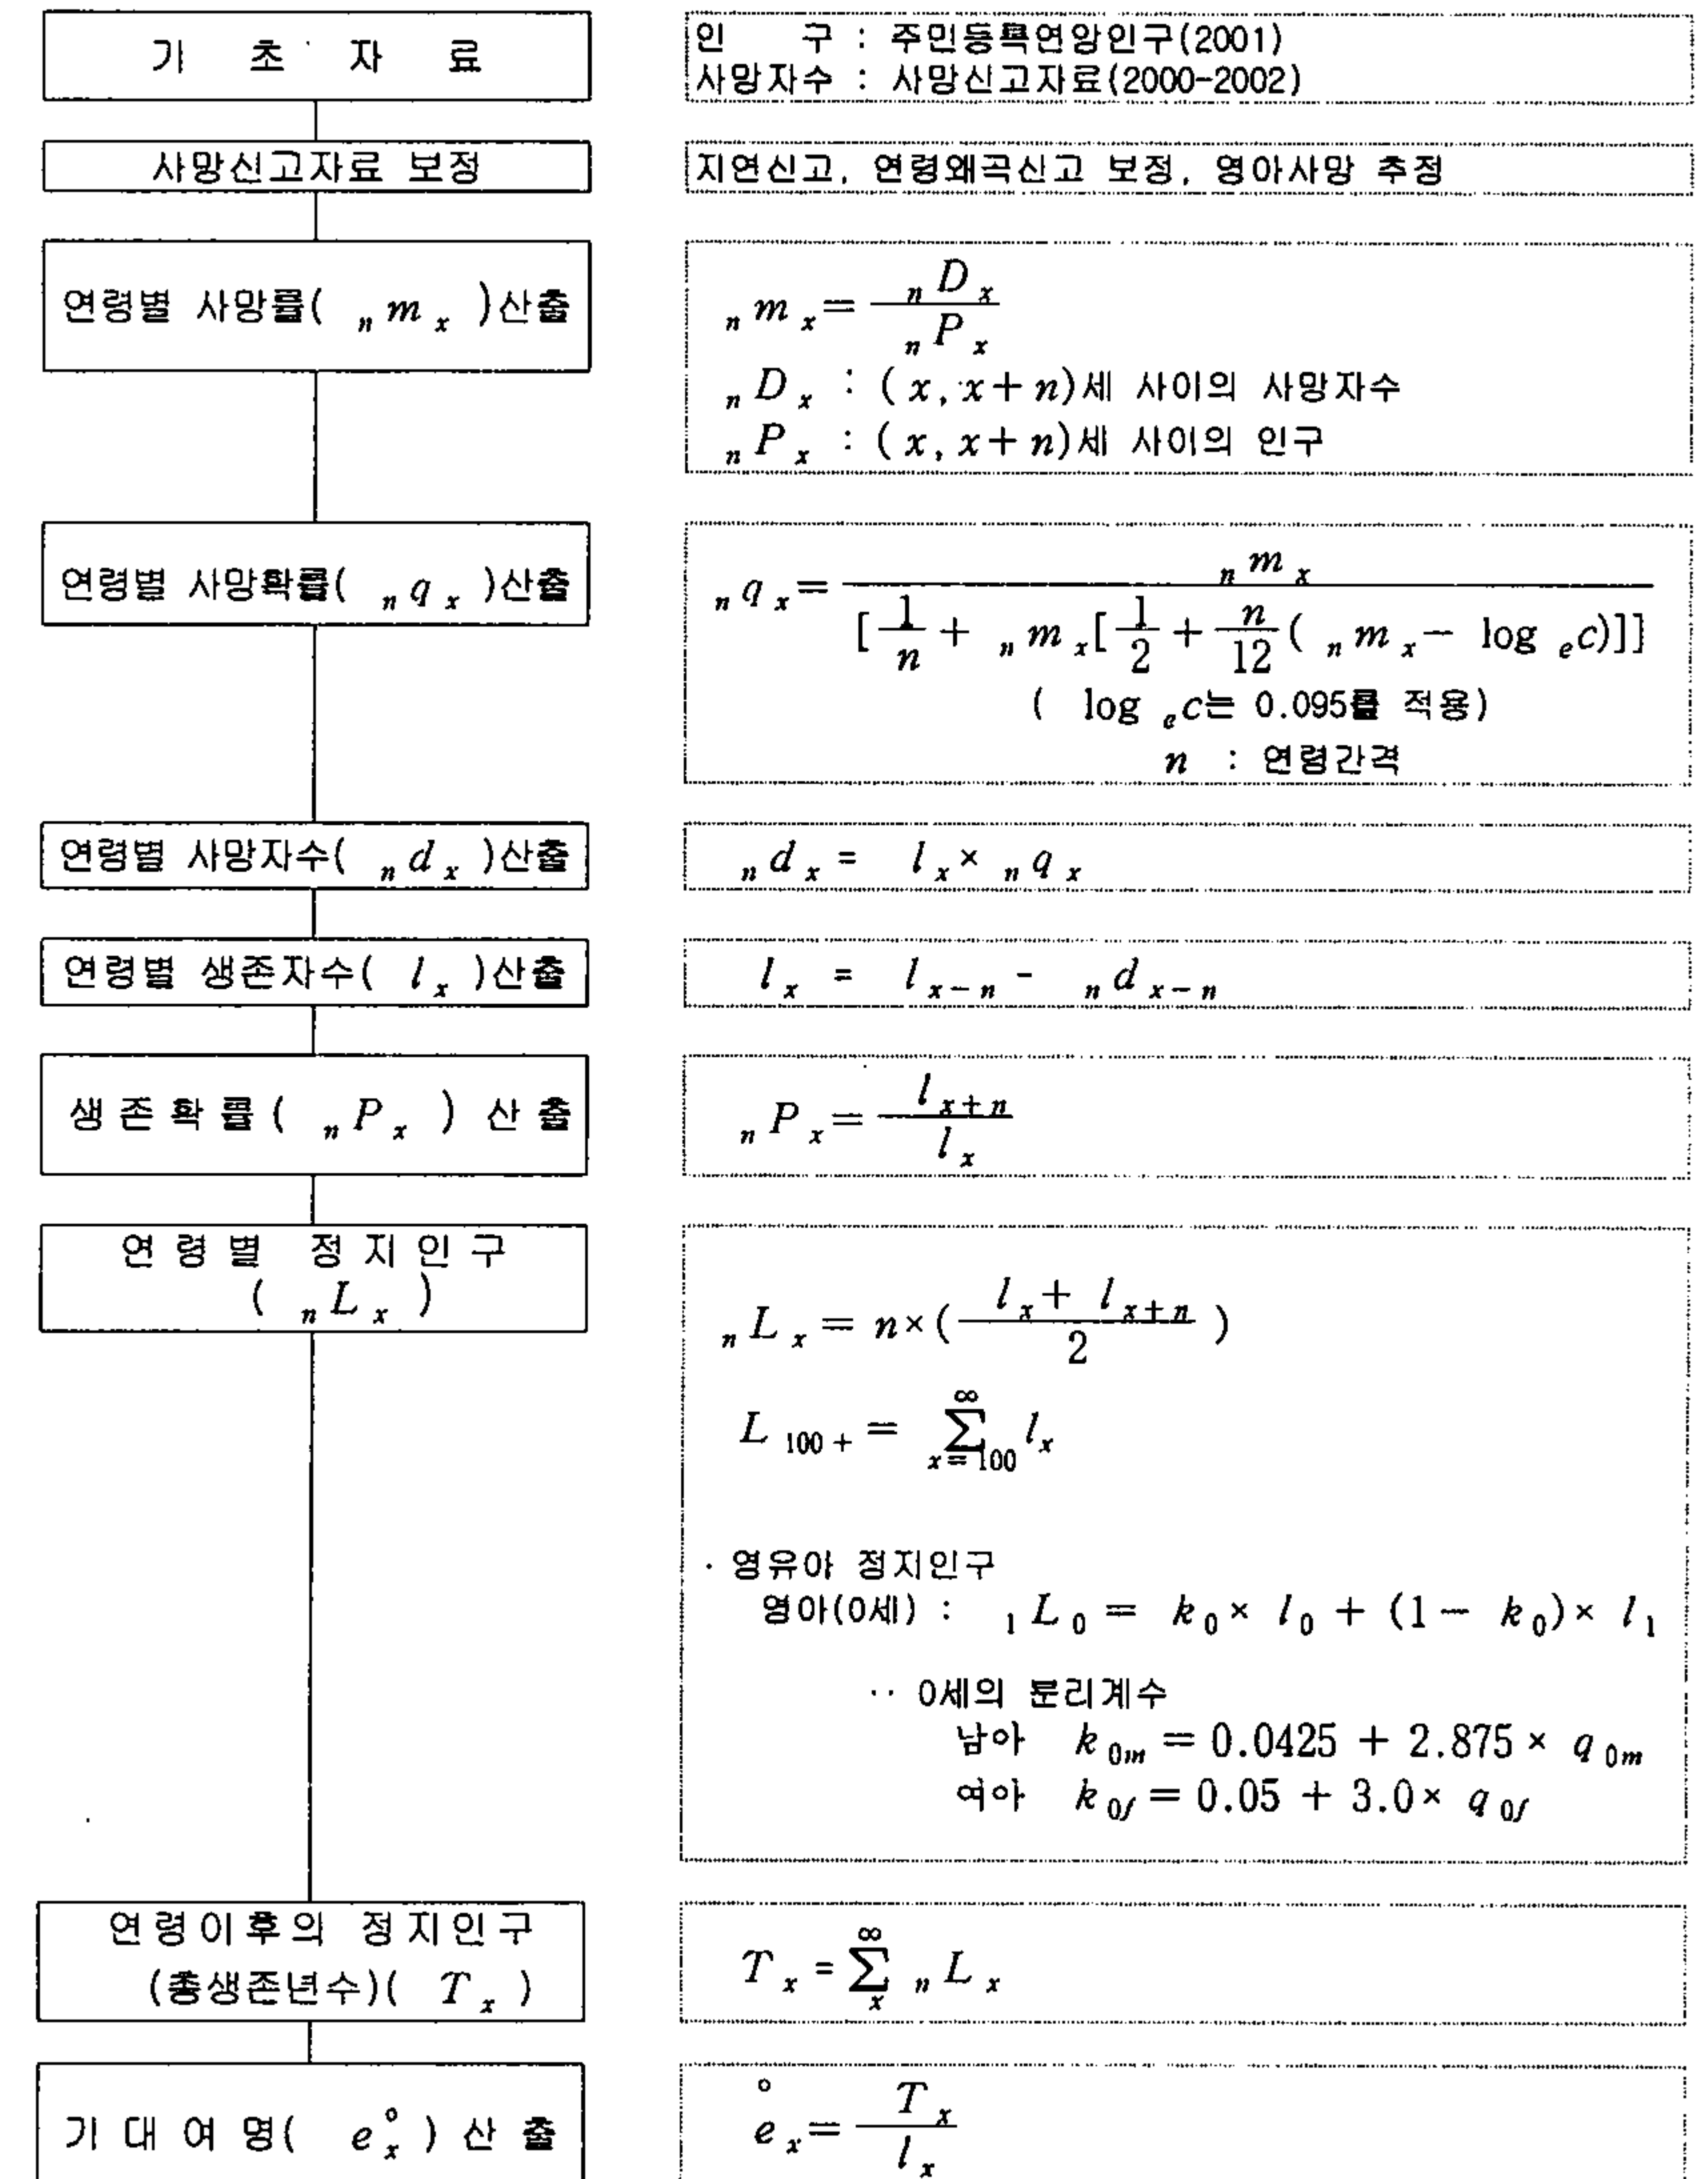 기 초 자 료
인 구 : 주민등록연앙인구(2001)
사망자수 : 사망신고자료(2000-2002)
사망신고자료 보정
지연신고, 연령왜곡신고 보정, 영아사망 추정
연령별 사망률( ₙmₓ )산출
ₙmₓ = ₙDₓ / ₙPₓ
ₙDₓ : (x, x+n)세 사이의 사망자수
ₙPₓ : (x, x+n)세 사이의 인구
연령별 사망확률( ₙqₓ )산출
ₙqₓ = ₙmₓ / [1/n + ₙmₓ[1/2 + n/12(ₙmₓ − logₑc)]]
( logₑc는 0.095를 적용)
n : 연령간격
연령별 사망자수( ₙdₓ )산출
ₙdₓ = lₓ × ₙqₓ
연령별 생존자수( lₓ )산출
lₓ = lₓ₋ₙ - ₙdₓ₋ₙ
생 존 확 률 ( ₙPₓ ) 산 출
ₙPₓ = lₓ₊ₙ / lₓ
연 령 별 정 지 인 구
( ₙLₓ )
ₙLₓ = n×( (lₓ + lₓ₊ₙ) / 2 )
L₁₀₀₊ = ∑_{x=100}^{∞} lₓ
· 영유아 정지인구
영아(0세) : ₁L₀ = k₀ × l₀ + (1 − k₀) × l₁
·· 0세의 분리계수
남아 k₀ₘ = 0.0425 + 2.875 × q₀ₘ
여아 k_{0f} = 0.05 + 3.0 × q_{0f}
연령이후의 정지인구
(총생존년수)( Tₓ )
Tₓ = ∑_{x}^{∞} ₙLₓ
기 대 여 명( e°ₓ ) 산 출
e°ₓ = Tₓ / lₓ